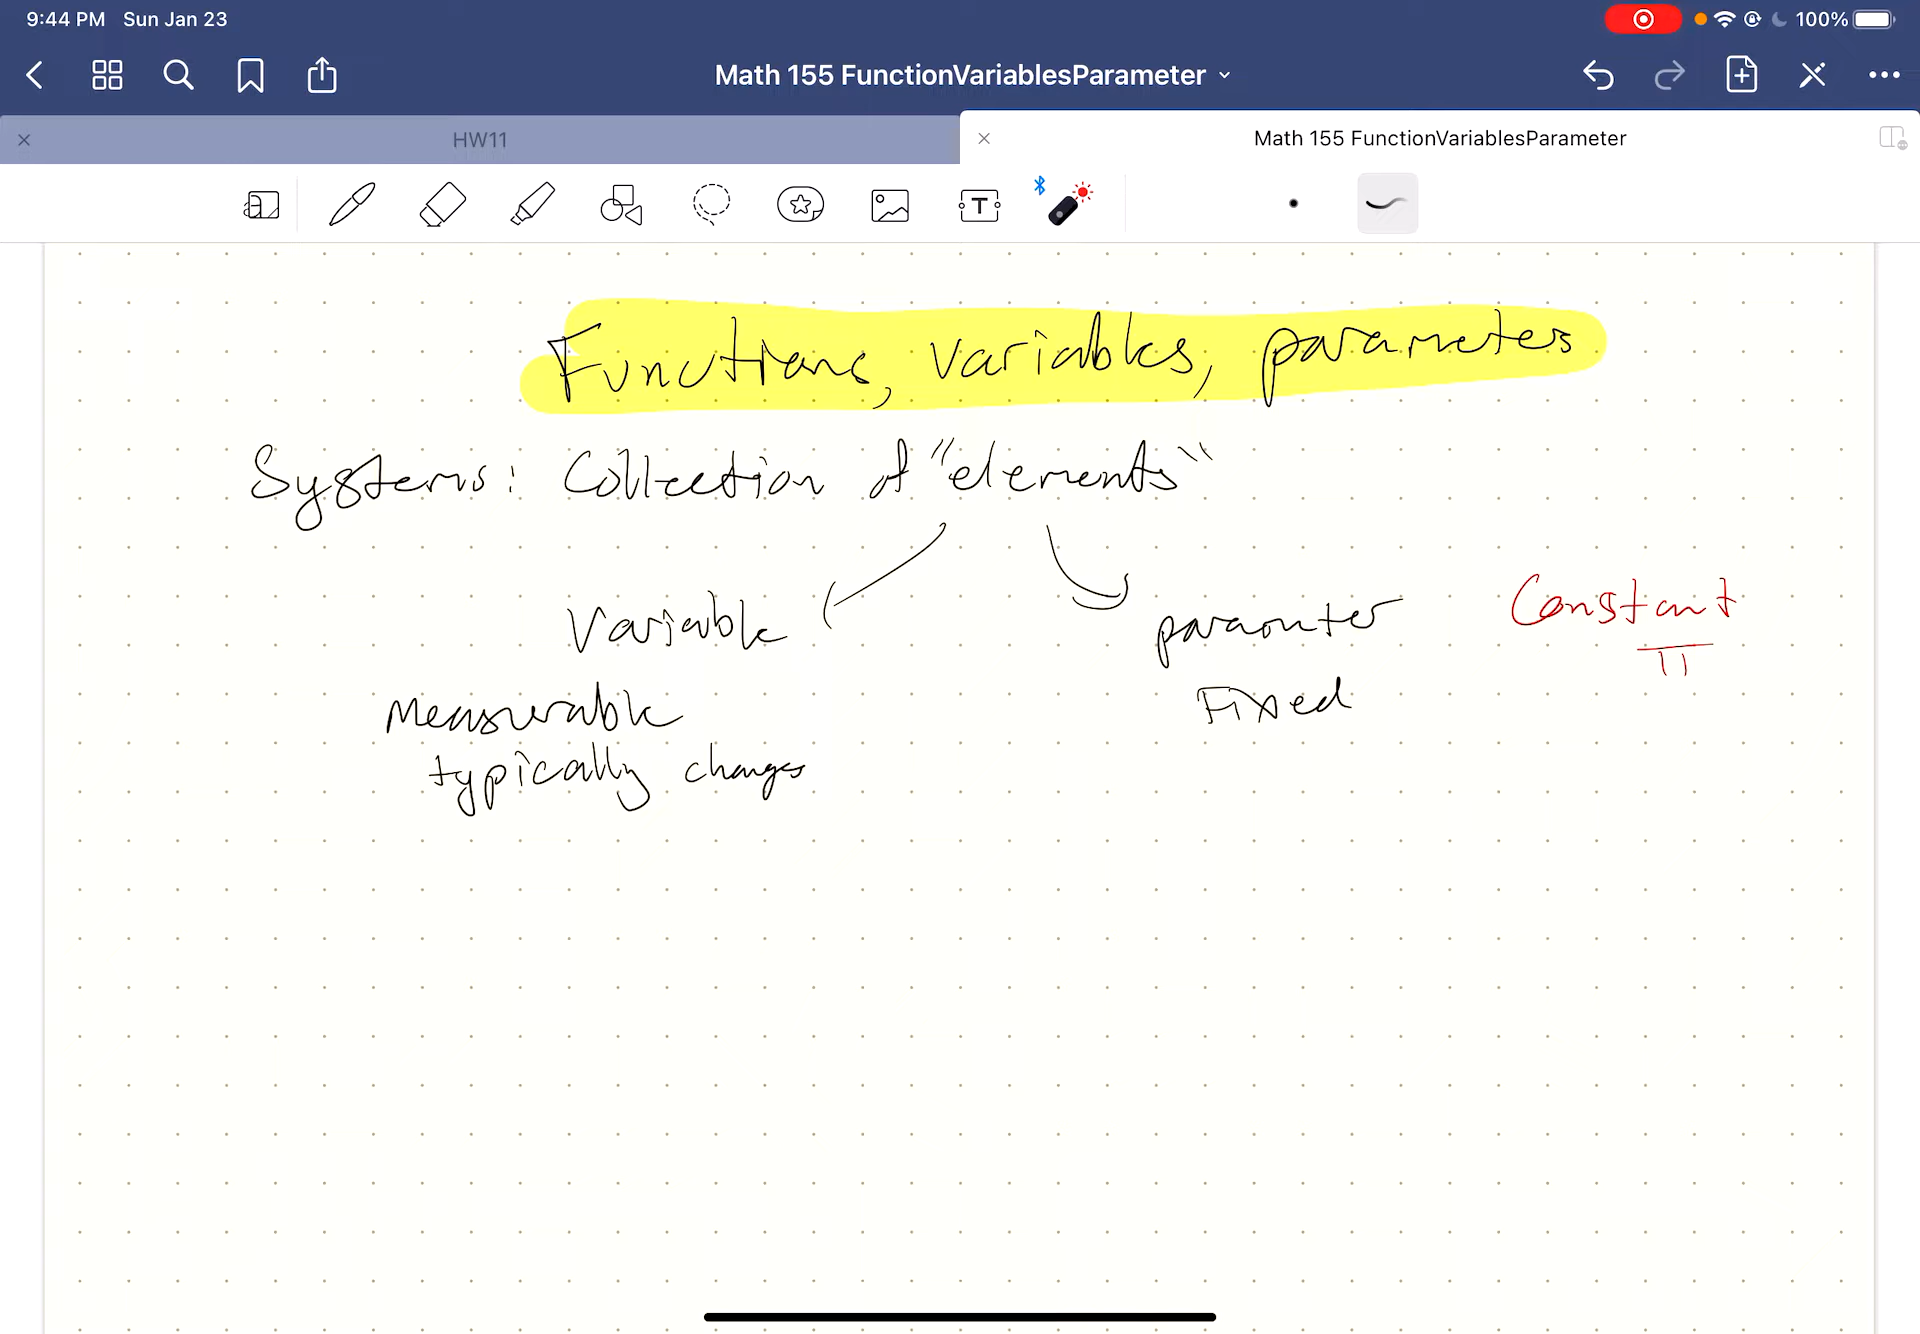 9:44 PM Sun Jan 23
100%
Math 155 FunctionVariablesParameter
HW11
Math 155 FunctionVariablesParameter
Functions, variables, parameters
Systems: Collection of "elements"
Variable
parameter
Constant
π
Measurable
Fixed
typically changes